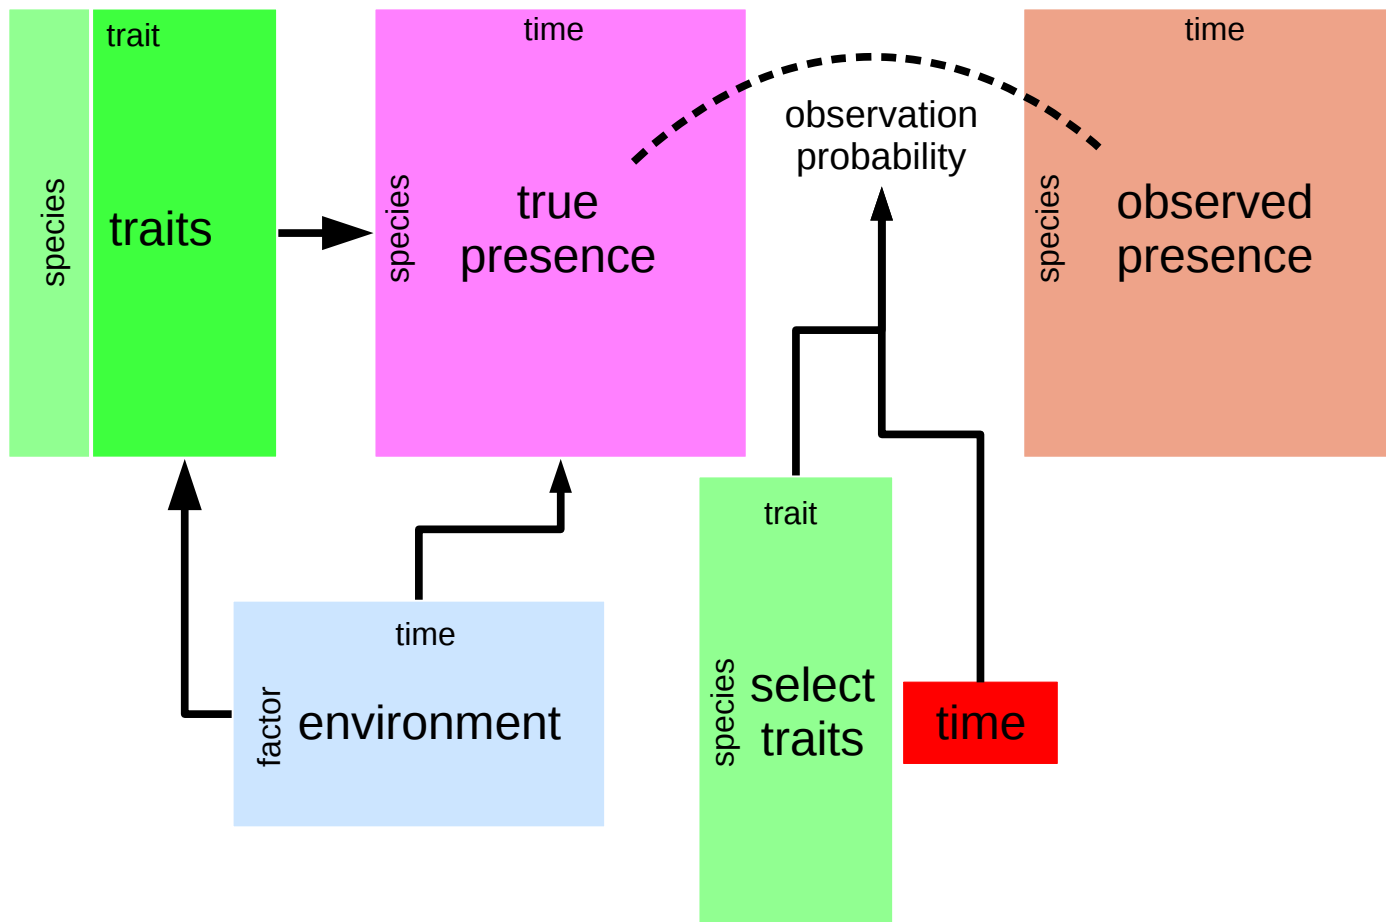 trait
species
traits
time
species
true
presence
observation
probability
time
species
observed
presence
time
factor
environment
trait
species
select
traits
time